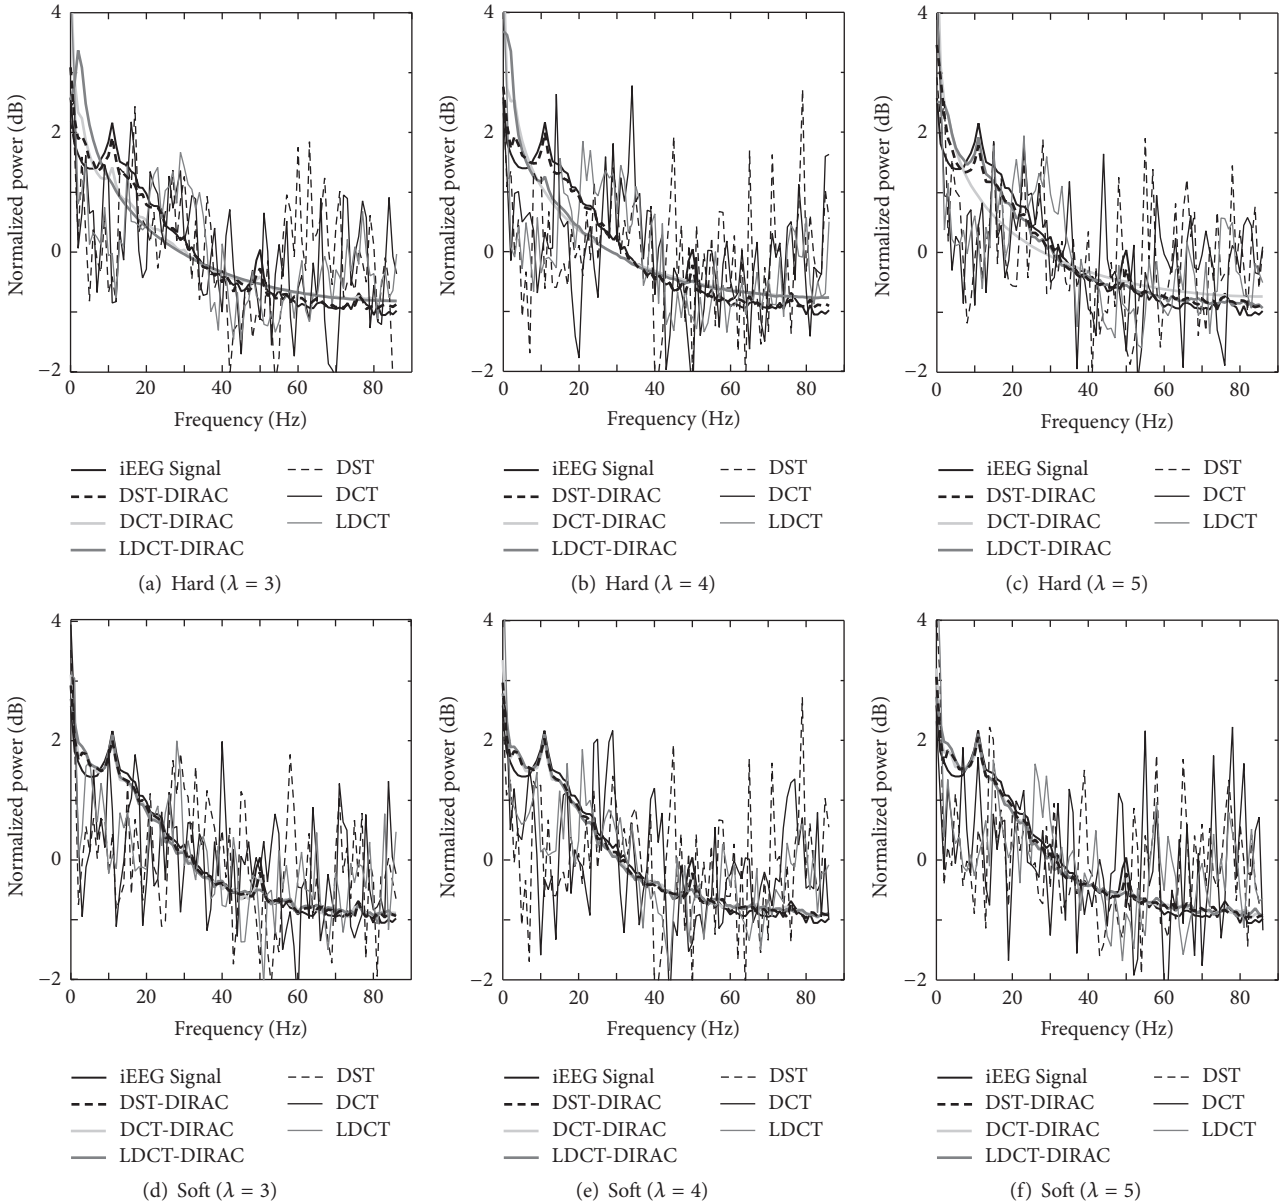 4
2
0
−2
Normalized power (dB)
0 20 40 60 80
Frequency (Hz)
iEEG Signal
DST-DIRAC
DCT-DIRAC
LDCT-DIRAC
DST
DCT
LDCT
(a) Hard (λ = 3)
4
2
0
−2
Normalized power (dB)
0 20 40 60 80
Frequency (Hz)
iEEG Signal
DST-DIRAC
DCT-DIRAC
LDCT-DIRAC
DST
DCT
LDCT
(b) Hard (λ = 4)
4
2
0
−2
Normalized power (dB)
0 20 40 60 80
Frequency (Hz)
iEEG Signal
DST-DIRAC
DCT-DIRAC
LDCT-DIRAC
DST
DCT
LDCT
(c) Hard (λ = 5)
4
2
0
−2
Normalized power (dB)
0 20 40 60 80
Frequency (Hz)
iEEG Signal
DST-DIRAC
DCT-DIRAC
LDCT-DIRAC
DST
DCT
LDCT
(d) Soft (λ = 3)
4
2
0
−2
Normalized power (dB)
0 20 40 60 80
Frequency (Hz)
iEEG Signal
DST-DIRAC
DCT-DIRAC
LDCT-DIRAC
DST
DCT
LDCT
(e) Soft (λ = 4)
4
2
0
−2
Normalized power (dB)
0 20 40 60 80
Frequency (Hz)
iEEG Signal
DST-DIRAC
DCT-DIRAC
LDCT-DIRAC
DST
DCT
LDCT
(f) Soft (λ = 5)